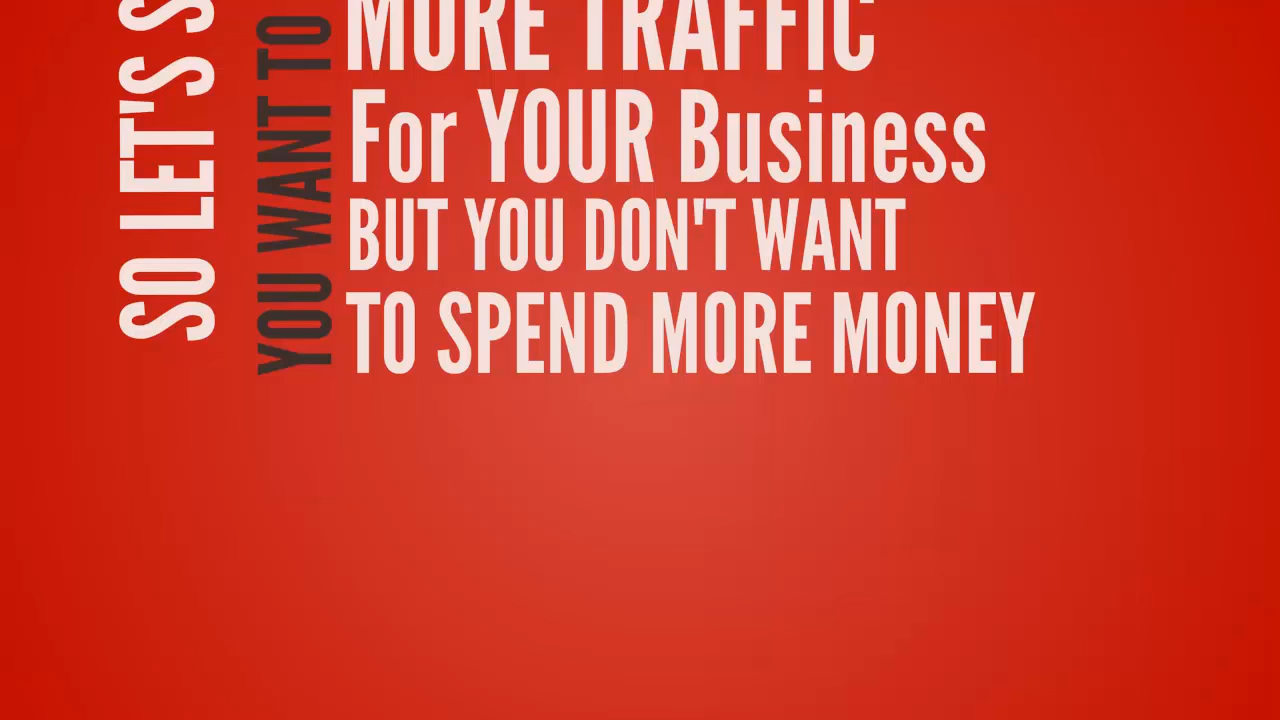 SO LET'S
YOU WANT TO
MORE TRAFFIC
For YOUR Business
BUT YOU DON'T WANT
TO SPEND MORE MONEY